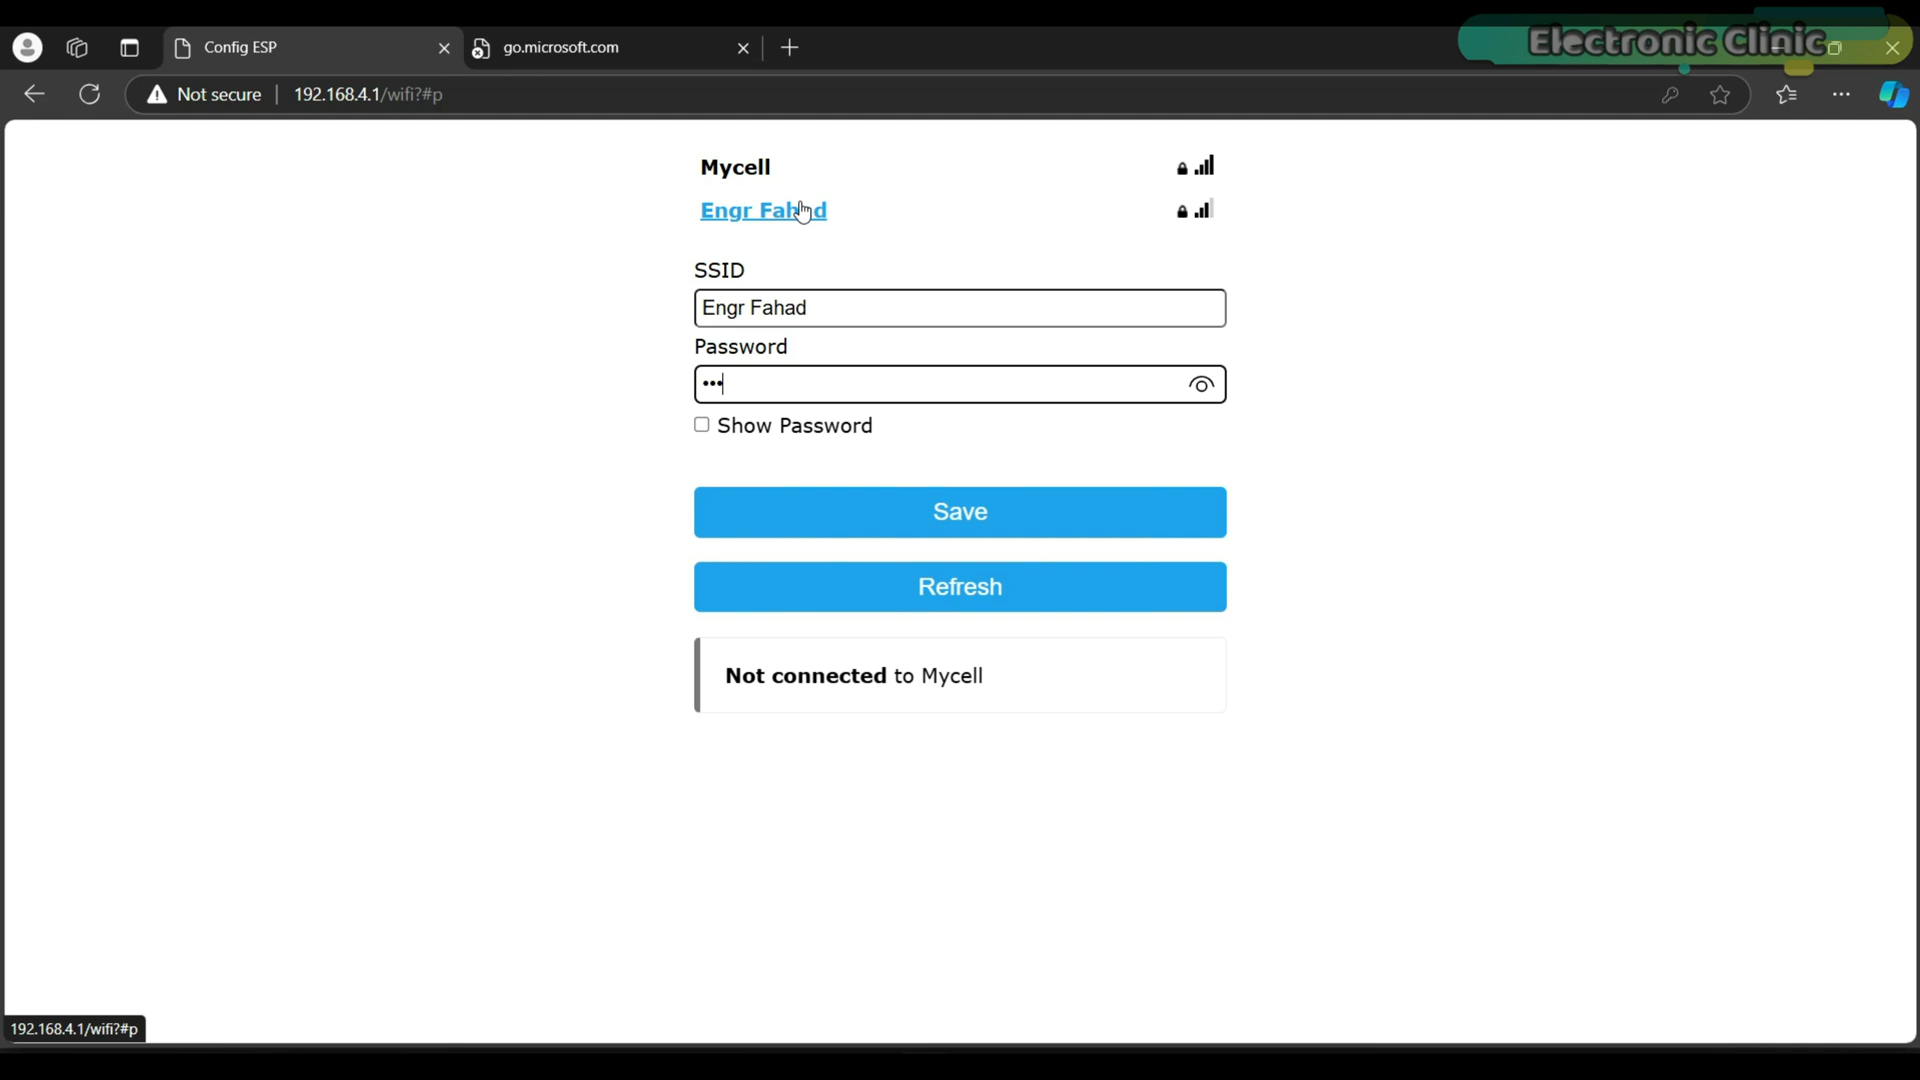 Config ESP
go.microsoft.com
Electronic Clinic
Not secure
192.168.4.1/wifi?#p
Mycell
Engr Fahad
SSID
Engr Fahad
Password
•••
Show Password
Save
Refresh
Not connected to Mycell
192.168.4.1/wifi?#p